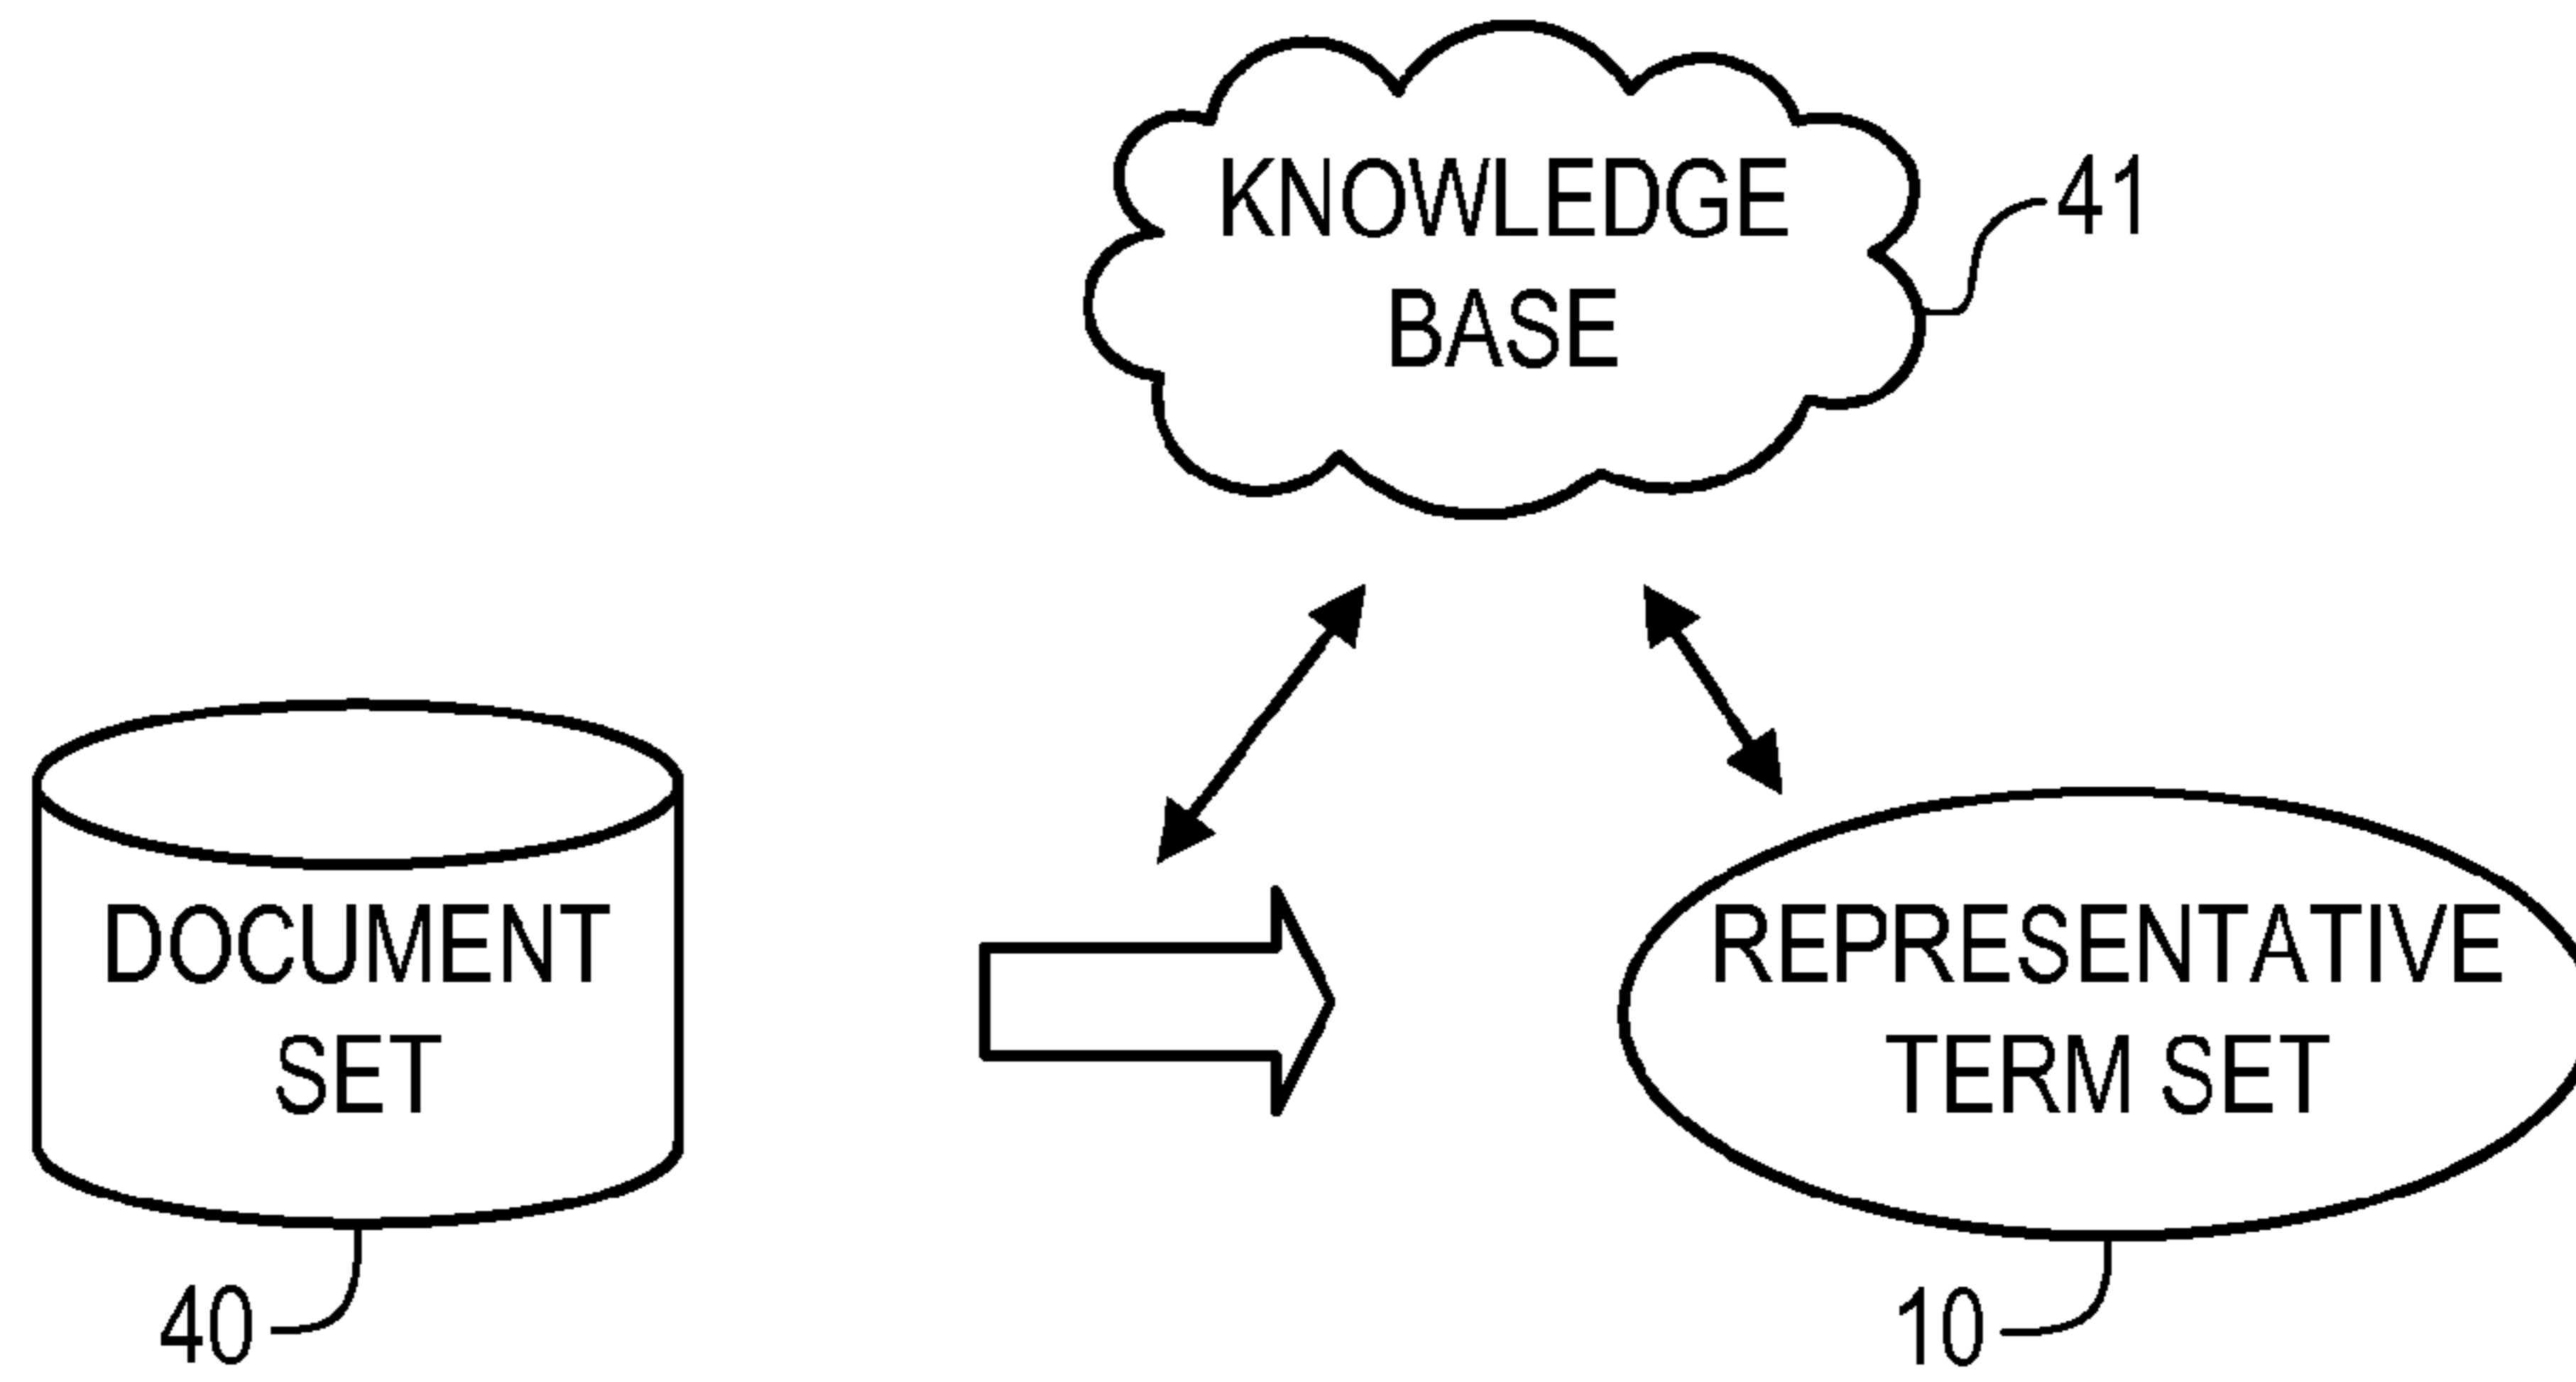 KNOWLEDGE
BASE
41
DOCUMENT
SET
40
REPRESENTATIVE
TERM SET
10